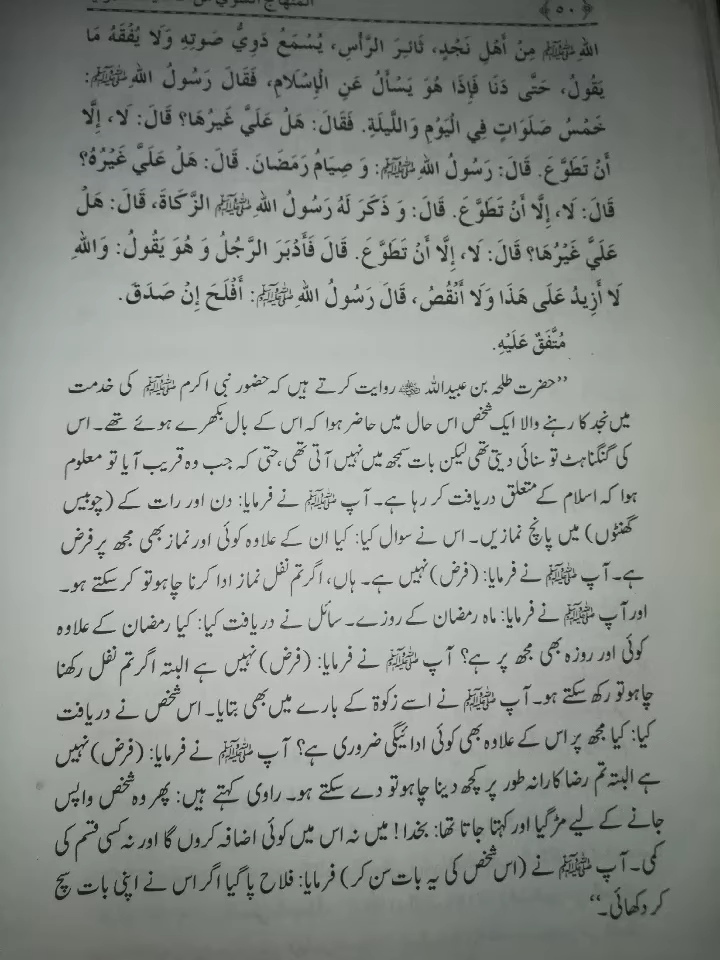 ﴿٥٠﴾
اللهِ ﷺ مِنْ أَهْلِ نَجْدٍ، ثَائِرَ الرَّأْسِ، يُسْمَعُ دَوِيُّ صَوتِهِ وَلَا يُفْقَهُ مَا
يَقُولُ، حَتَّى دَنَا فَإِذَا هُوَ يَسْأَلُ عَنِ الْإِسْلَامِ، فَقَالَ رَسُولُ اللهِ ﷺ:
خَمْسُ صَلَوَاتٍ فِي الْيَوْمِ وَاللَّيلَةِ. فَقَالَ: هَلْ عَلَيَّ غَيرُهَا؟ قَالَ: لَا، إِلَّا
أَنْ تَطَوَّعَ. قَالَ: رَسُولُ اللهِ ﷺ: وَ صِيَامُ رَمَضَانَ. قَالَ: هَلْ عَلَيَّ غَيْرُهُ؟
قَالَ: لَا، إِلَّا أَنْ تَطَوَّعَ. قَالَ: وَ ذَكَرَ لَهُ رَسُولُ اللهِ ﷺ الزَّكَاةَ، قَالَ: هَلْ
عَلَيَّ غَيْرُهَا؟ قَالَ: لَا، إِلَّا أَنْ تَطَوَّعَ. قَالَ فَأَدْبَرَ الرَّجُلُ وَ هُوَ يَقُولُ: وَاللهِ
لَا أَزِيدُ عَلَى هَذَا وَلَا أَنْقُصُ، قَالَ رَسُولُ اللهِ ﷺ: أَفْلَحَ إِنْ صَدَقَ.
مُتَّفَقٌ عَلَيْهِ.
’’حضرت طلحہ بن عبید اللہ ؓ روایت کرتے ہیں کہ حضور نبی اکرم ﷺ کی خدمت
میں نجد کا رہنے والا ایک شخص اس حال میں حاضر ہوا کہ اس کے بال بکھرے ہوئے تھے۔ اس
کی گنگناہٹ تو سنائی دیتی تھی لیکن بات سمجھ میں نہیں آتی تھی، حتی کہ جب وہ قریب آیا تو معلوم
ہوا کہ اسلام کے متعلق دریافت کر رہا ہے۔ آپ ﷺ نے فرمایا: دن اور رات کے (چوبیس
گھنٹوں) میں پانچ نمازیں۔ اس نے سوال کیا: کیا ان کے علاوہ کوئی اور نماز بھی مجھ پر فرض
ہے۔ آپ ﷺ نے فرمایا: (فرض) نہیں ہے۔ ہاں، اگر تم نفل نماز ادا کرنا چاہو تو کر سکتے ہو۔
اور آپ ﷺ نے فرمایا: ماہ رمضان کے روزے۔ سائل نے دریافت کیا: کیا رمضان کے علاوہ
کوئی اور روزہ بھی مجھ پر ہے؟ آپ ﷺ نے فرمایا: (فرض) نہیں ہے البتہ اگر تم نفل رکھنا
چاہو تو رکھ سکتے ہو۔ آپ ﷺ نے اسے زکوٰۃ کے بارے میں بھی بتایا۔ اس شخص نے دریافت
کیا: کیا مجھ پر اس کے علاوہ بھی کوئی ادائیگی ضروری ہے؟ آپ ﷺ نے فرمایا: (فرض) نہیں
ہے البتہ تم رضاکارانہ طور پر کچھ دینا چاہو تو دے سکتے ہو۔ راوی کہتے ہیں: پھر وہ شخص واپس
جانے کے لیے مڑ گیا اور کہتا جاتا تھا: بخدا! میں نہ اس میں کوئی اضافہ کروں گا اور نہ کسی قسم کی
کمی۔ آپ ﷺ نے (اس شخص کی یہ بات سن کر) فرمایا: فلاح پا گیا اگر اس نے اپنی بات سچ
کر دکھائی۔‘‘